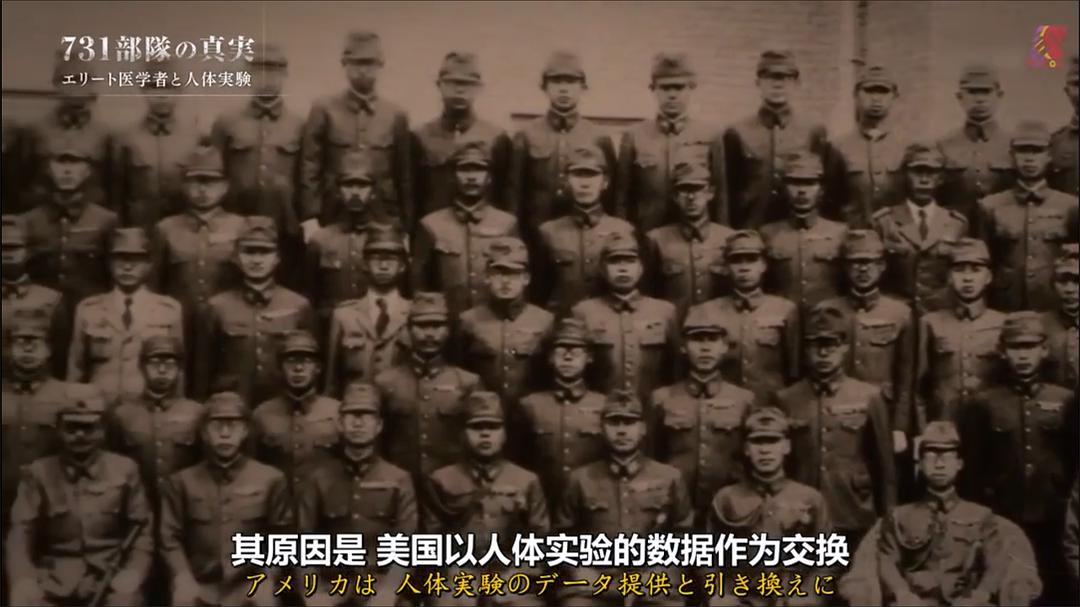 731部隊の真実
エリート医学者と人体実験
其原因是 美国以人体实验的数据作为交换
アメリカは 人体実験のデータ提供と引き換えに